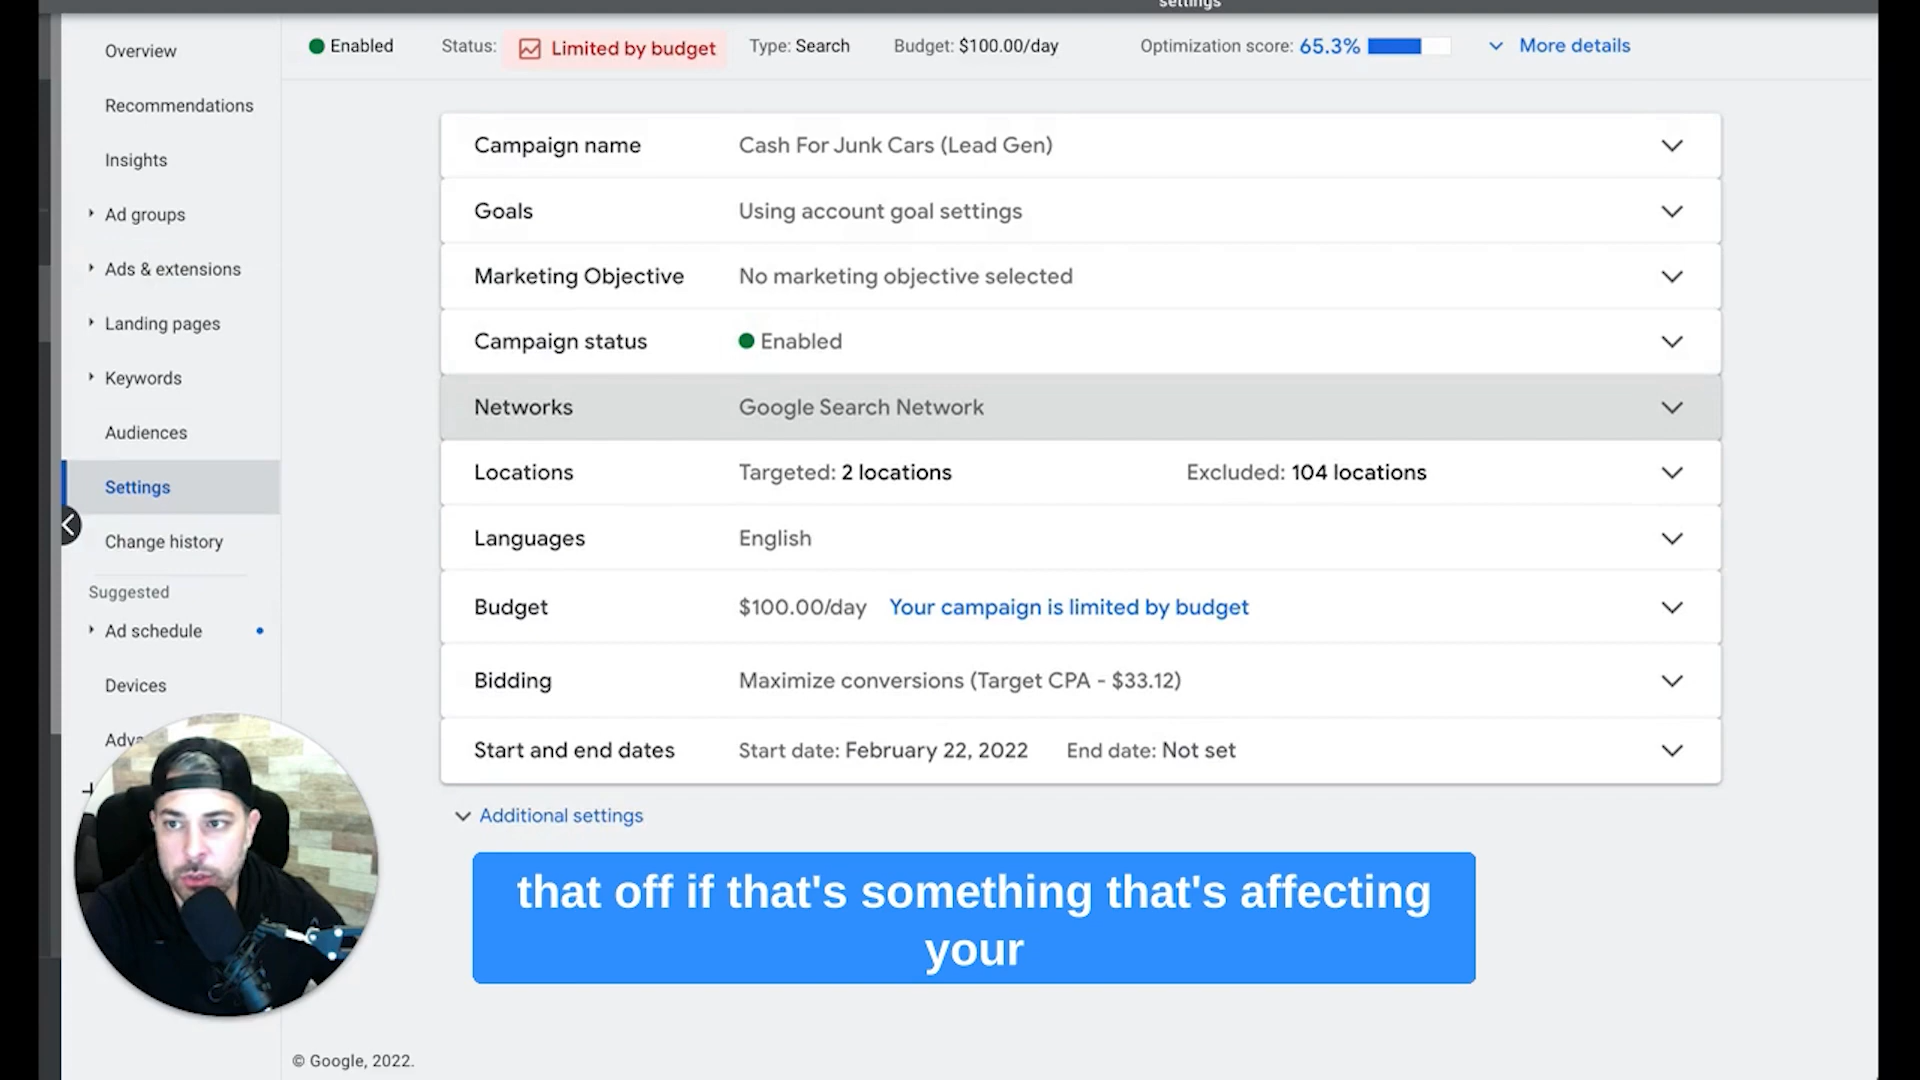 settings
Enabled Status: Limited by budget Type: Search Budget: $100.00/day Optimization score: 65.3% More details
Overview
Recommendations
Insights
Ad groups
Ads & extensions
Landing pages
Keywords
Audiences
Settings
Change history
Suggested
Ad schedule
Devices
Campaign name Cash For Junk Cars (Lead Gen)
Goals Using account goal settings
Marketing Objective No marketing objective selected
Campaign status Enabled
Networks Google Search Network
Locations Targeted: 2 locations Excluded: 104 locations
Languages English
Budget $100.00/day Your campaign is limited by budget
Bidding Maximize conversions (Target CPA - $33.12)
Start and end dates Start date: February 22, 2022 End date: Not set
Additional settings
that off if that's something that's affecting
your
© Google, 2022.